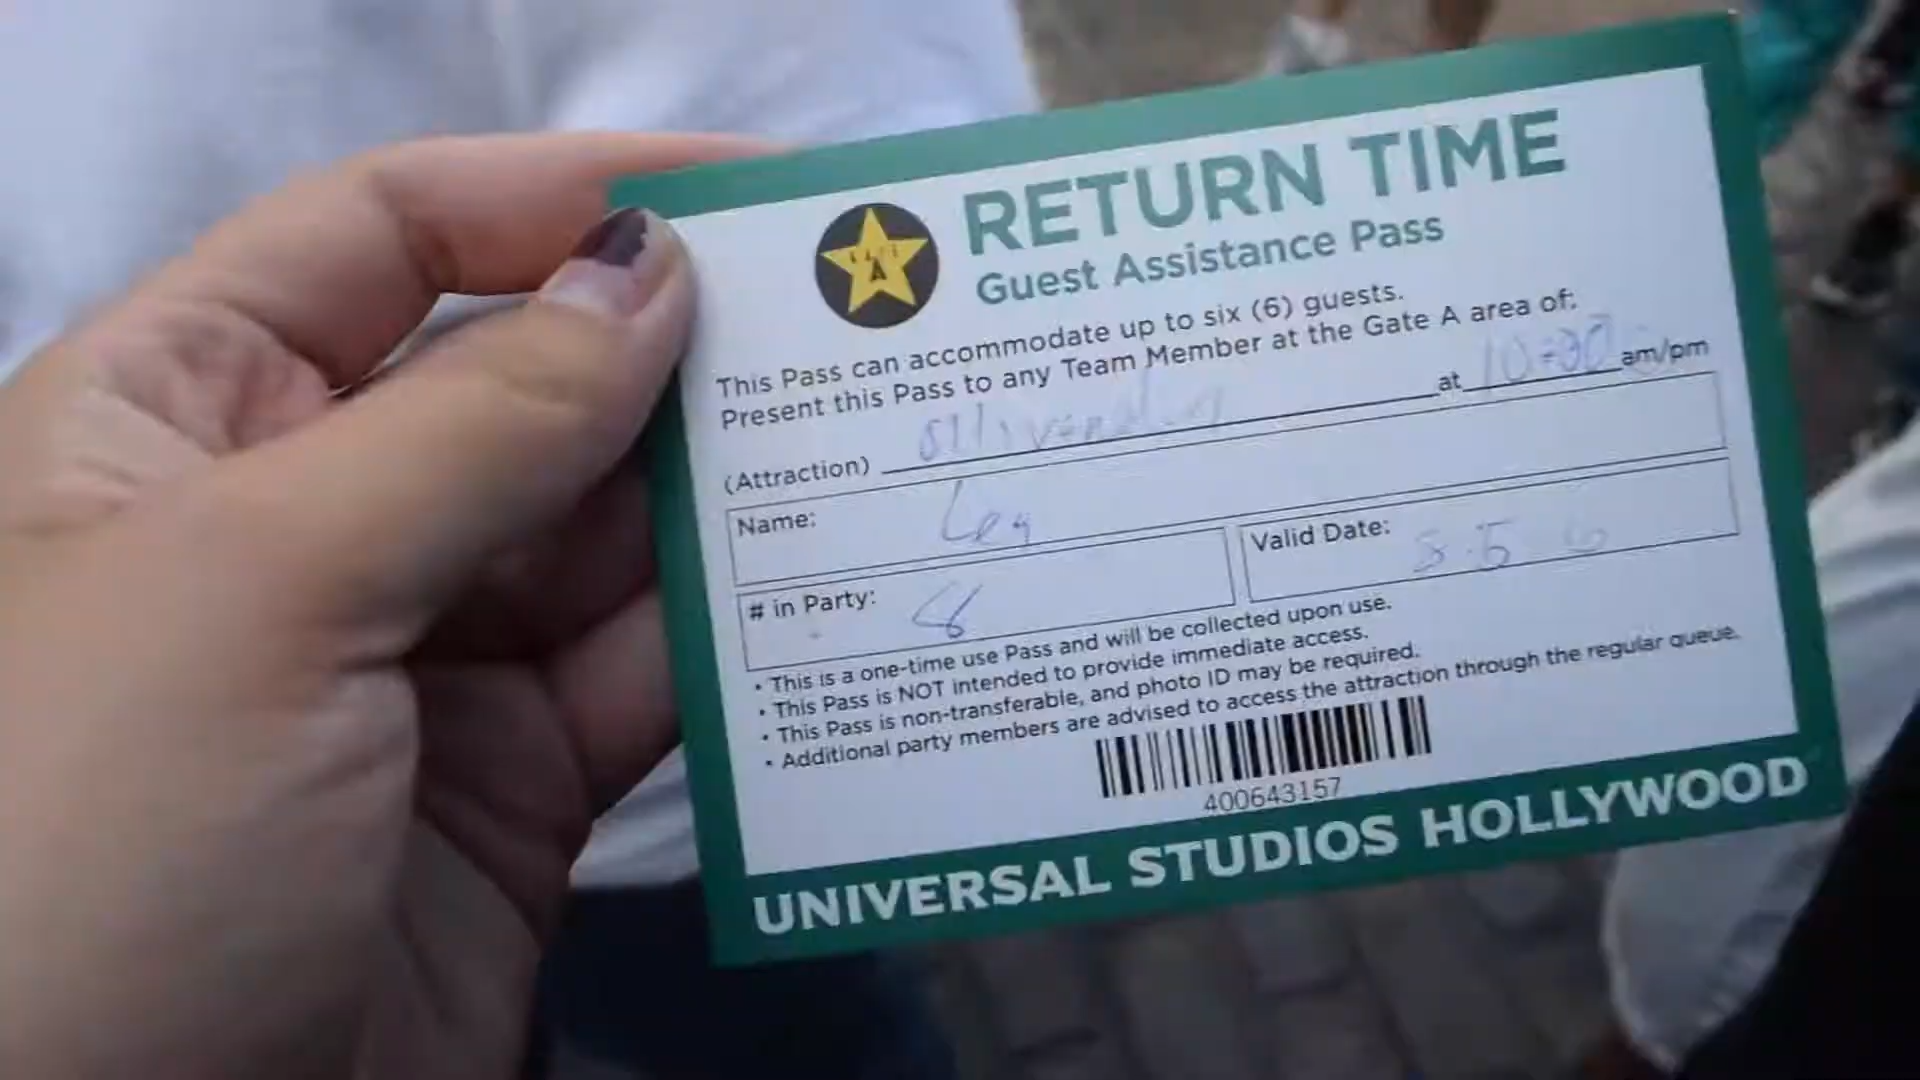 RETURN TIME
Guest Assistance Pass
GATE
A
This Pass can accommodate up to six (6) guests.
Present this Pass to any Team Member at the Gate A area of:
(Attraction) at 10:00 am/pm
Name:
# in Party: 8
Valid Date:
• This is a one-time use Pass and will be collected upon use.
• This Pass is NOT intended to provide immediate access.
• This Pass is non-transferable, and photo ID may be required.
• Additional party members are advised to access the attraction through the regular queue.
400643157
UNIVERSAL STUDIOS HOLLYWOOD